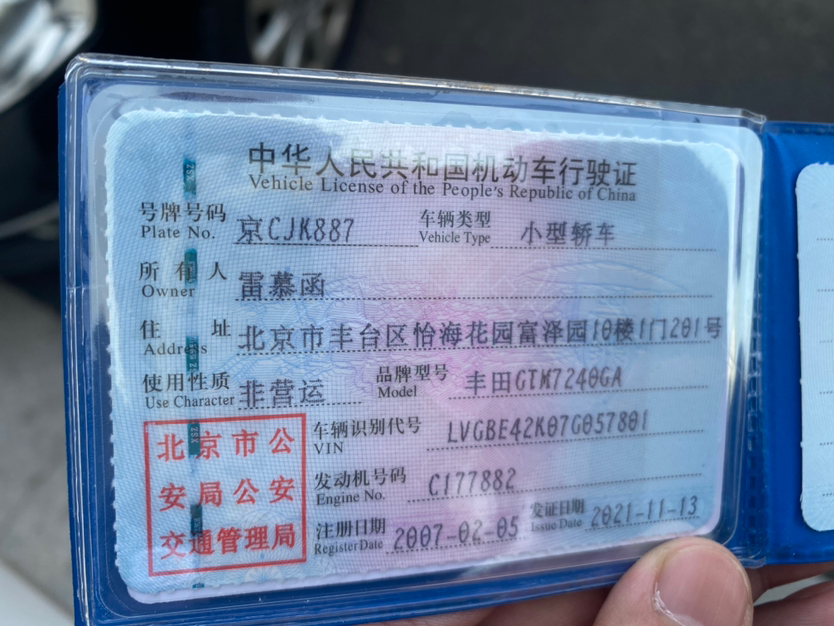 中华人民共和国机动车行驶证
Vehicle License of the People's Republic of China
号牌号码 京CJK887 车辆类型 小型轿车
Plate No. Vehicle Type
所有人 雷慕函
Owner
住址 北京市丰台区怡海花园富泽园10楼1门201号
Address
使用性质 非营运 品牌型号 丰田GTM7240GA
Use Character Model
北京市公
安局公安
交通管理局
车辆识别代号 LVGBE42K07G057801
VIN
发动机号码 C177882
Engine No.
注册日期 2007-02-05 发证日期 2021-11-13
Register Date Issue Date